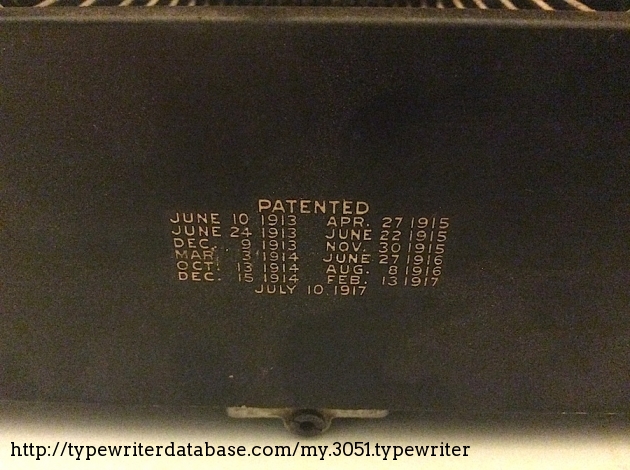 PATENTED
JUNE 10 1913 APR. 27 1915
JUNE 24 1913 JUNE 22 1915
DEC. 9 1913 NOV. 30 1915
MAR. 3 1914 JUNE 27 1916
OCT. 13 1914 AUG. 8 1916
DEC. 15 1914 FEB. 13 1917
JULY 10, 1917
http://typewriterdatabase.com/my.3051.typewriter